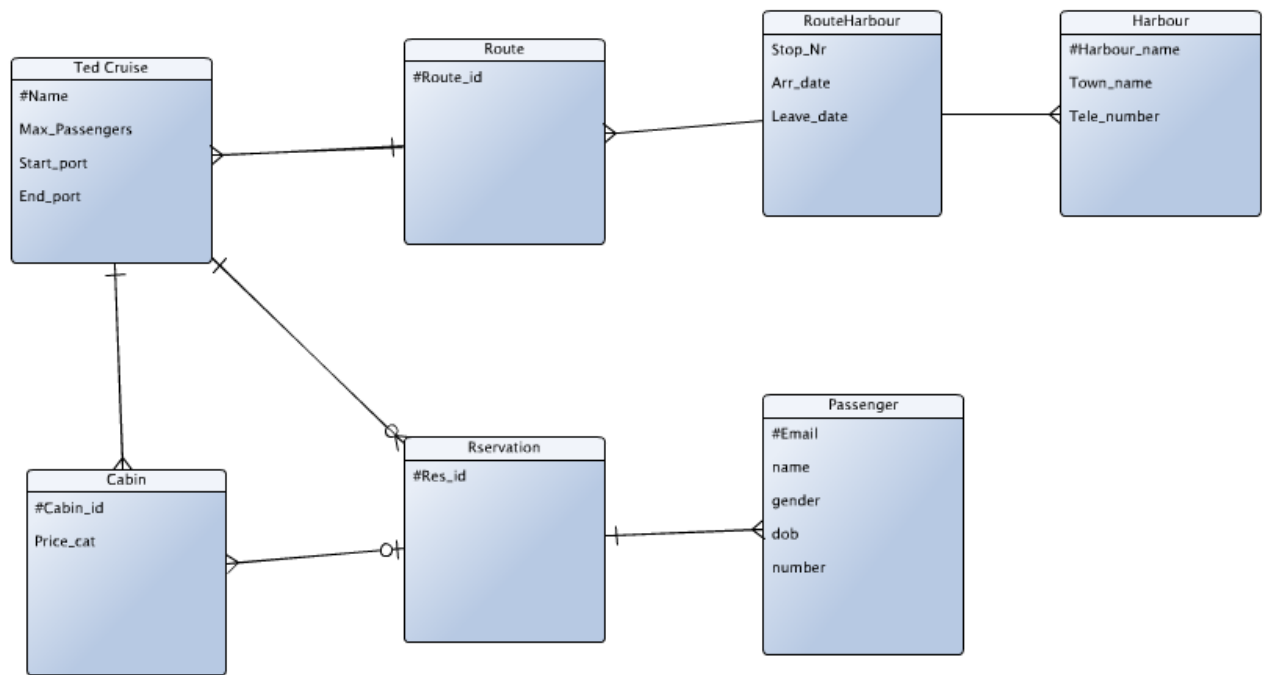 Ted Cruise
#Name
Max_Passengers
Start_port
End_port
Route
#Route_id
RouteHarbour
Stop_Nr
Arr_date
Leave_date
Harbour
#Harbour_name
Town_name
Tele_number
Cabin
#Cabin_id
Price_cat
Rservation
#Res_id
Passenger
#Email
name
gender
dob
number